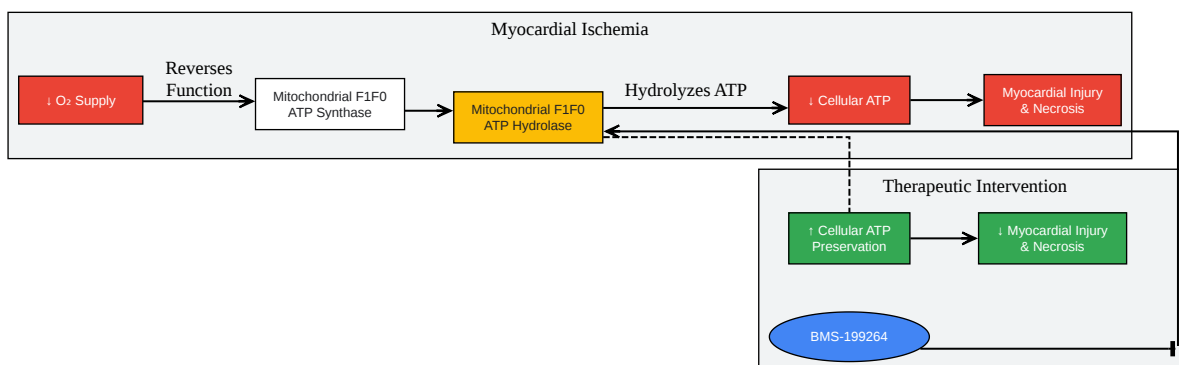 Myocardial Ischemia
↓ O₂ Supply
Reverses
Function
Mitochondrial F1F0
ATP Synthase
Mitochondrial F1F0
ATP Hydrolase
Hydrolyzes ATP
↓ Cellular ATP
Myocardial Injury
& Necrosis
Therapeutic Intervention
↑ Cellular ATP
Preservation
↓ Myocardial Injury
& Necrosis
BMS-199264